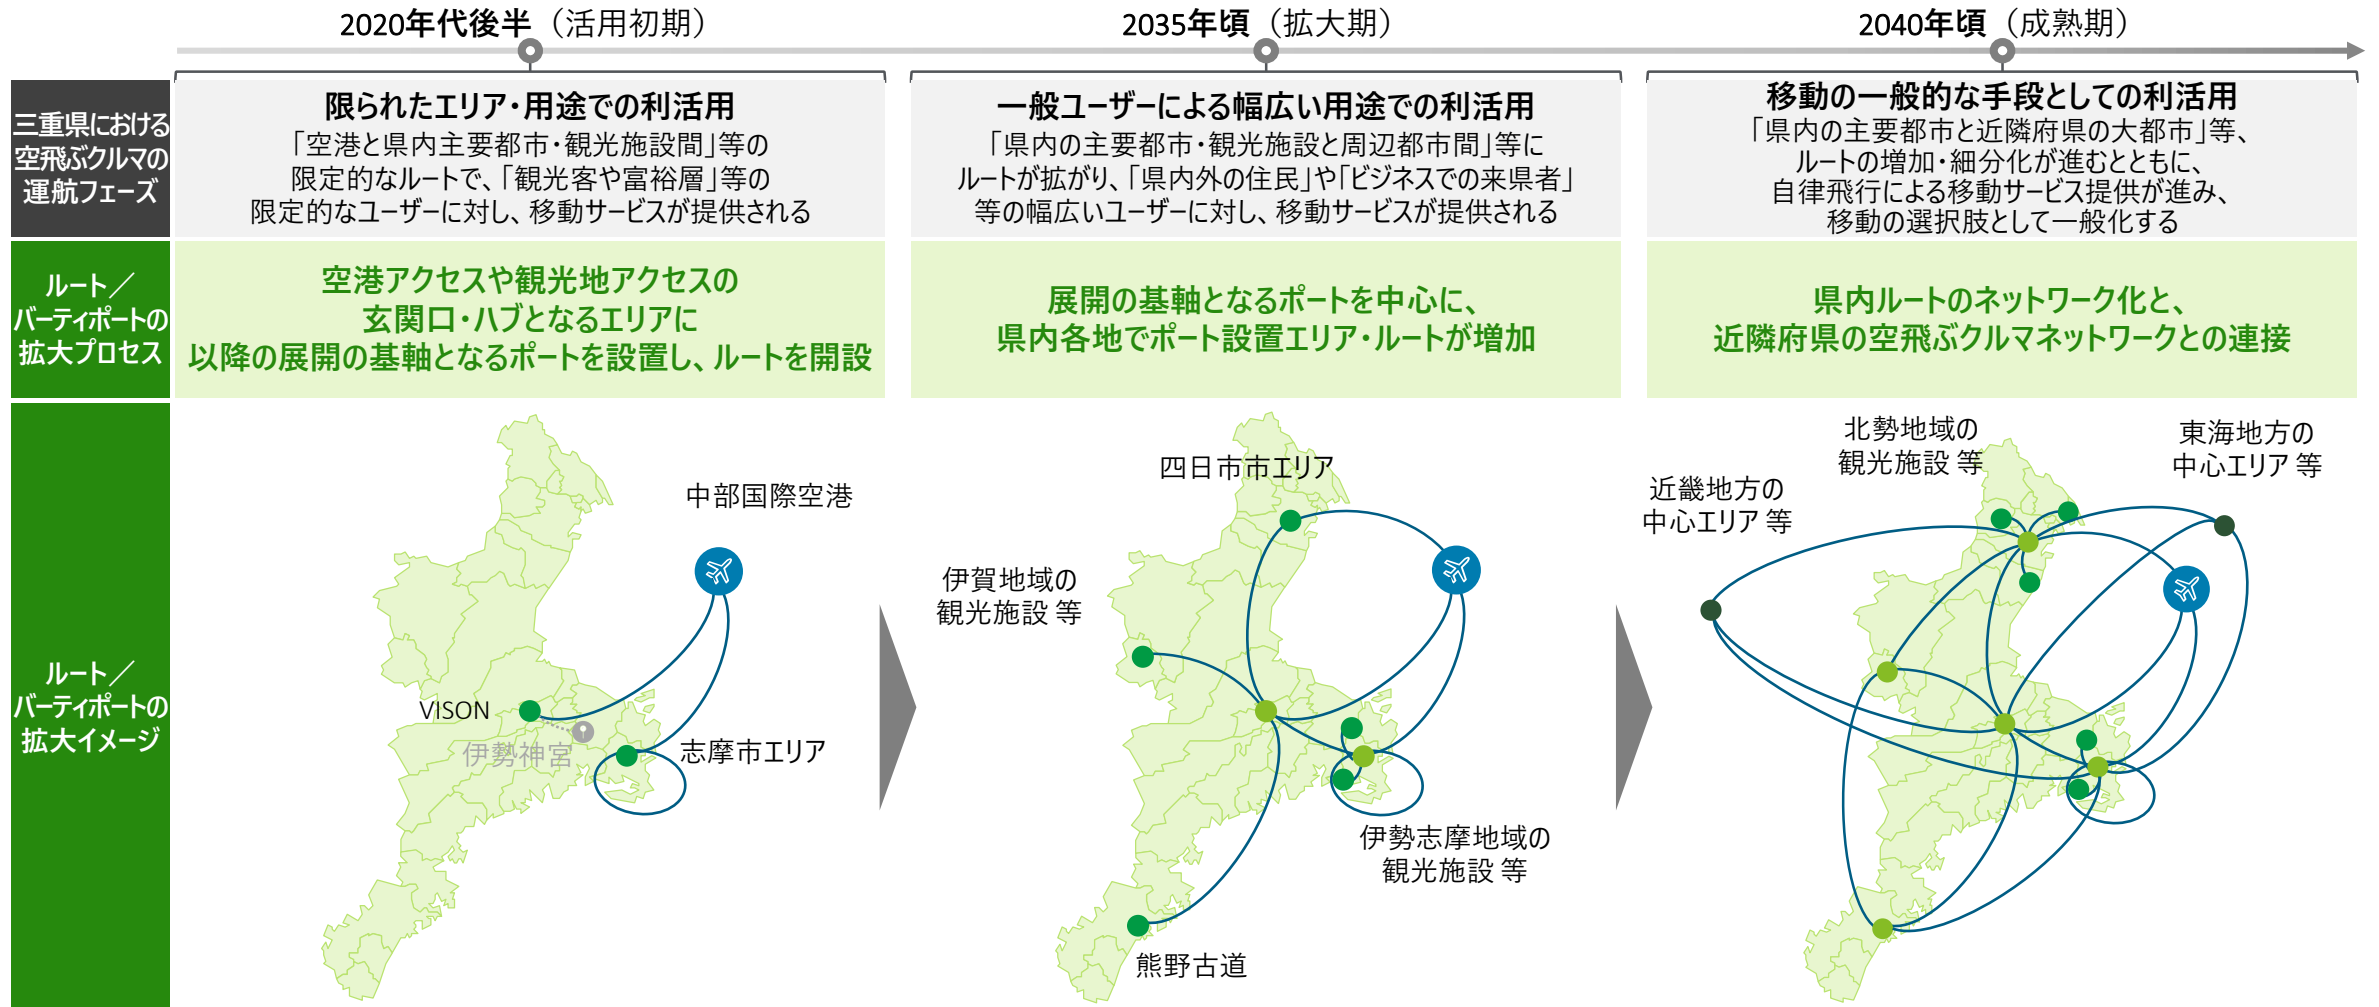 2020年代後半（活用初期）
2035年頃（拡大期）
2040年頃（成熟期）
三重県における
空飛ぶクルマの
運航フェーズ
限られたエリア・用途での利活用
「空港と県内主要都市・観光施設間」等の
限定的なルートで、「観光客や富裕層」等の
限定的なユーザーに対し、移動サービスが提供される
一般ユーザーによる幅広い用途での利活用
「県内の主要都市・観光施設と周辺都市間」等に
ルートが拡がり、「県内外の住民」や「ビジネスでの来県者」
等の幅広いユーザーに対し、移動サービスが提供される
移動の一般的な手段としての利活用
「県内の主要都市と近隣府県の大都市」等、
ルートの増加・細分化が進むとともに、
自律飛行による移動サービス提供が進み、
移動の選択肢として一般化する
ルート／
バーティポートの
拡大プロセス
空港アクセスや観光地アクセスの
玄関口・ハブとなるエリアに
以降の展開の基軸となるポートを設置し、ルートを開設
展開の基軸となるポートを中心に、
県内各地でポート設置エリア・ルートが増加
県内ルートのネットワーク化と、
近隣府県の空飛ぶクルマネットワークとの連接
ルート／
バーティポートの
拡大イメージ
中部国際空港
VISON
伊勢神宮
志摩市エリア
四日市市エリア
伊賀地域の
観光施設 等
伊勢志摩地域の
観光施設 等
熊野古道
北勢地域の
観光施設 等
東海地方の
中心エリア 等
近畿地方の
中心エリア 等